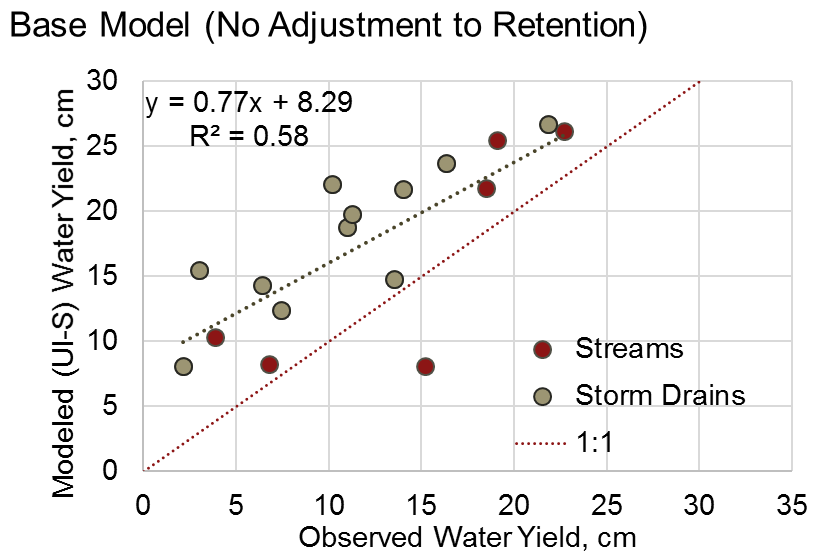 Base Model (No Adjustment to Retention)
y = 0.77x + 8.29
R² = 0.58
Modeled (UI-S) Water Yield, cm
30
25
20
15
10
5
0
Streams
Storm Drains
1:1
0 5 10 15 20 25 30 35
Observed Water Yield, cm